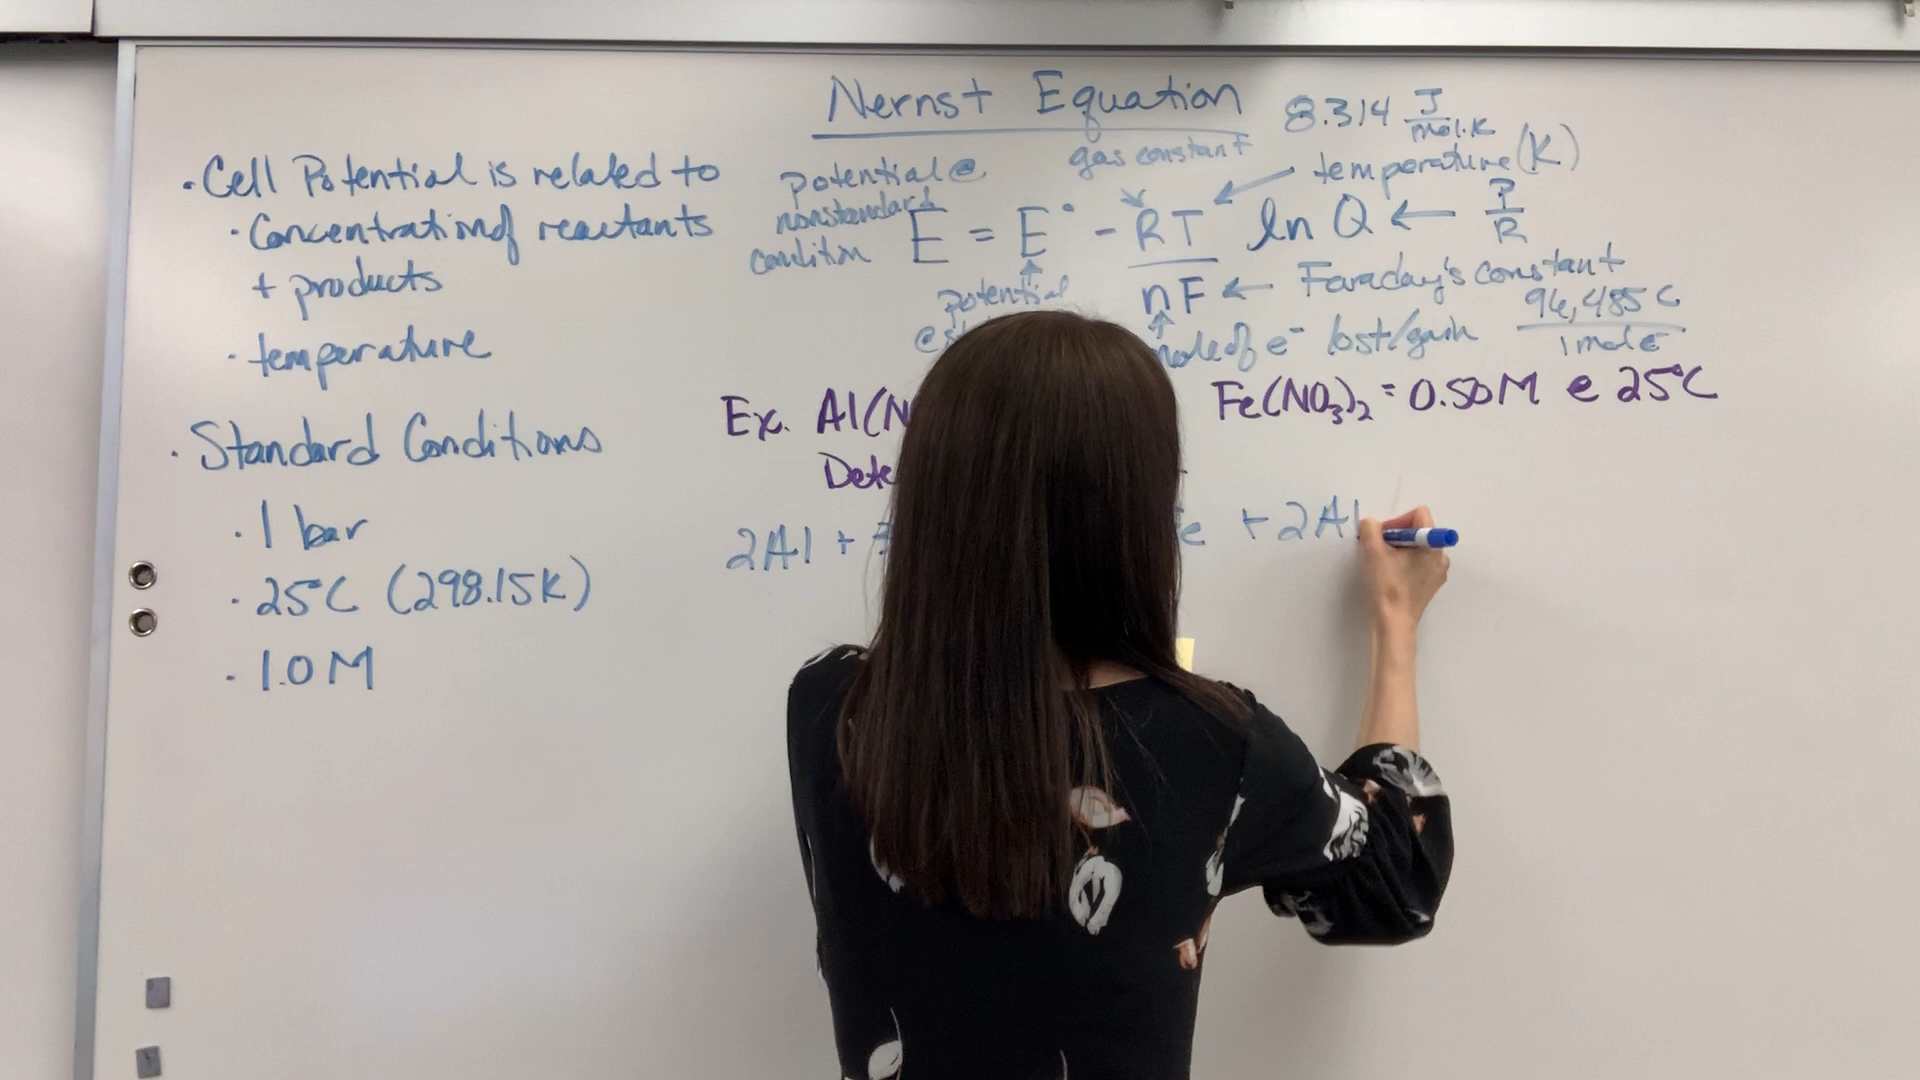 Nernst Equation
8.314 J/mol·K
gas constant
temperature (K)
potential @
nonstandard
condition
E = E° - RT/nF ln Q ← P/R
potential
Faraday's constant
96,485 C / 1 mol e⁻
mole of e⁻ lost/gain
· Cell Potential is related to
· Concentration of reactants
+ products
· temperature
· Standard Conditions
· 1 bar
· 25°C (298.15K)
· 1.0 M
Ex. Al(N Fe(NO₃)₂ = 0.50M @ 25°C
Dete
2Al + e + 2Al